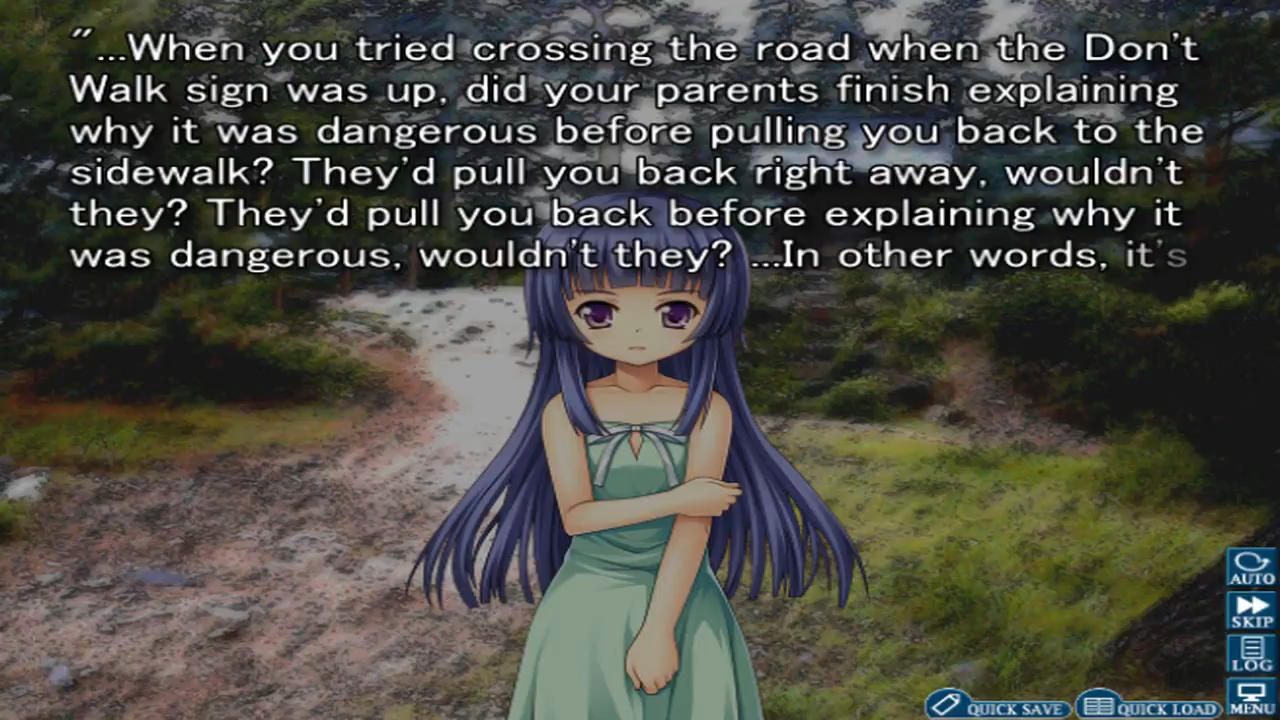 "...When you tried crossing the road when the Don't
Walk sign was up, did your parents finish explaining
why it was dangerous before pulling you back to the
sidewalk? They'd pull you back right away, wouldn't
they? They'd pull you back before explaining why it
was dangerous, wouldn't they? ...In other words, it's
AUTO
SKIP
LOG
MENU
QUICK SAVE
QUICK LOAD